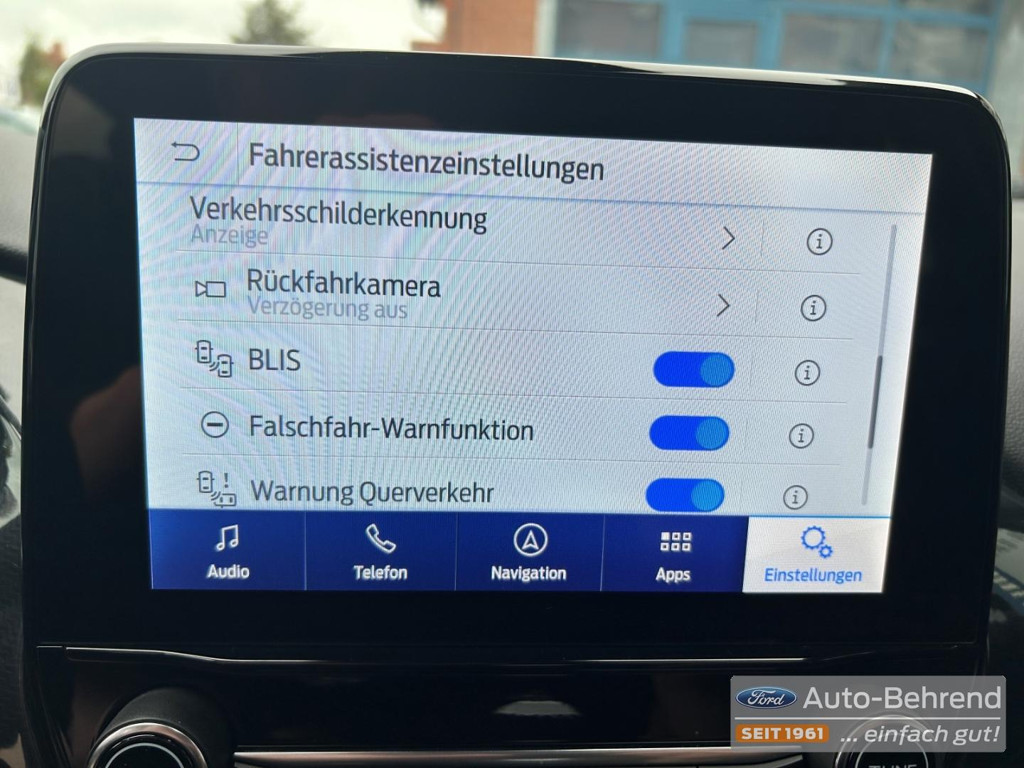 Fahrerassistenzeinstellungen
Verkehrsschilderkennung
Anzeige
Rückfahrkamera
Verzögerung aus
BLIS
Falschfahr-Warnfunktion
Warnung Querverkehr
Audio
Telefon
Navigation
Apps
Einstellungen
Ford Auto-Behrend
SEIT 1961 ... einfach gut!
TUNE